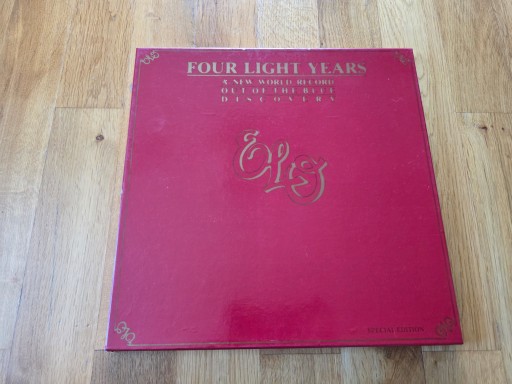 FOUR LIGHT YEARS
A NEW WORLD RECORD
OUT OF THE BLUE
DISCOVERY
ELO
SPECIAL EDITION